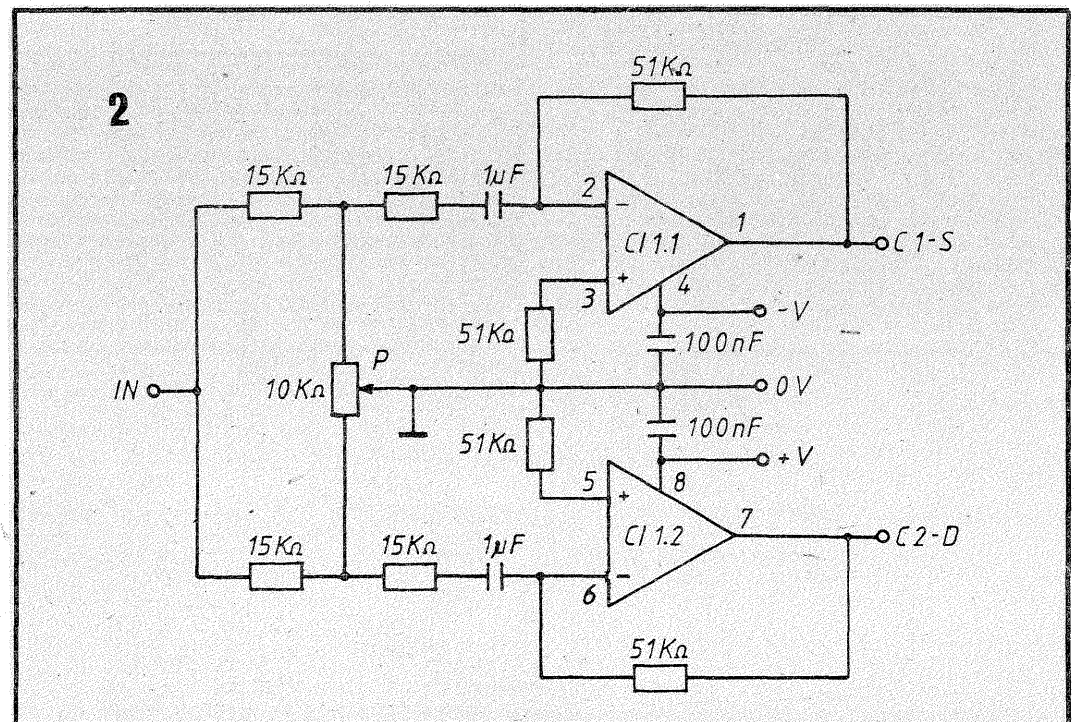 51KΩ
2
15KΩ 15KΩ 1µF
2 - 1
CI 1.1 C1-S
+
3 4
-V
51KΩ 100nF
P
IN 10KΩ 0V
51KΩ 100nF
+V
5 + 8
7
CI 1.2 C2-D
15KΩ 15KΩ 1µF
6 -
51KΩ